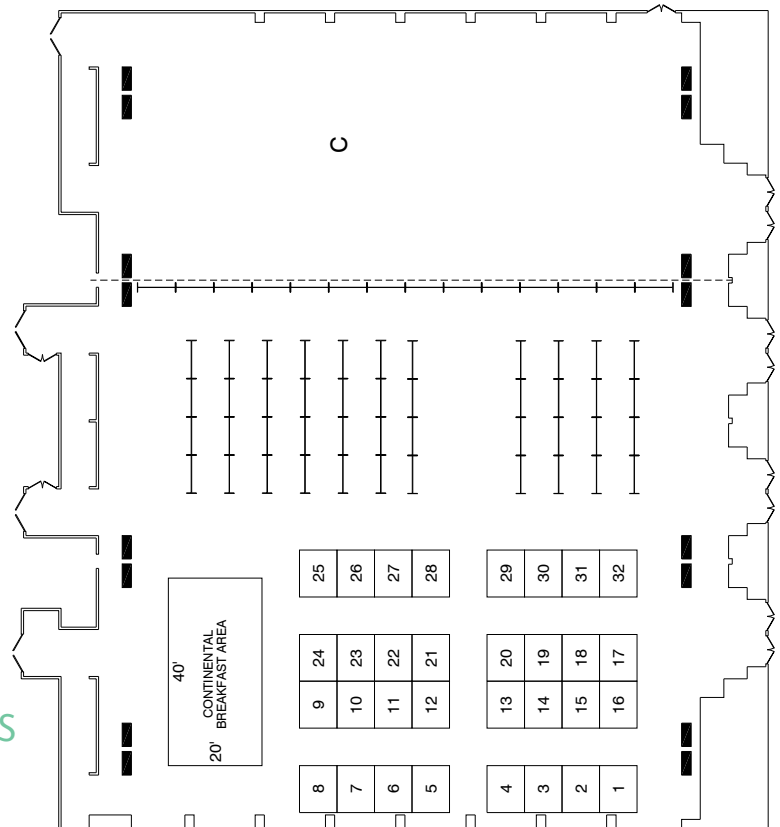 C
25 26 27 28 29 30 31 32
40'
CONTINENTAL
BREAKFAST AREA
20'
24 23 22 21 20 19 18 17
9 10 11 12 13 14 15 16
S
8 7 6 5 4 3 2 1